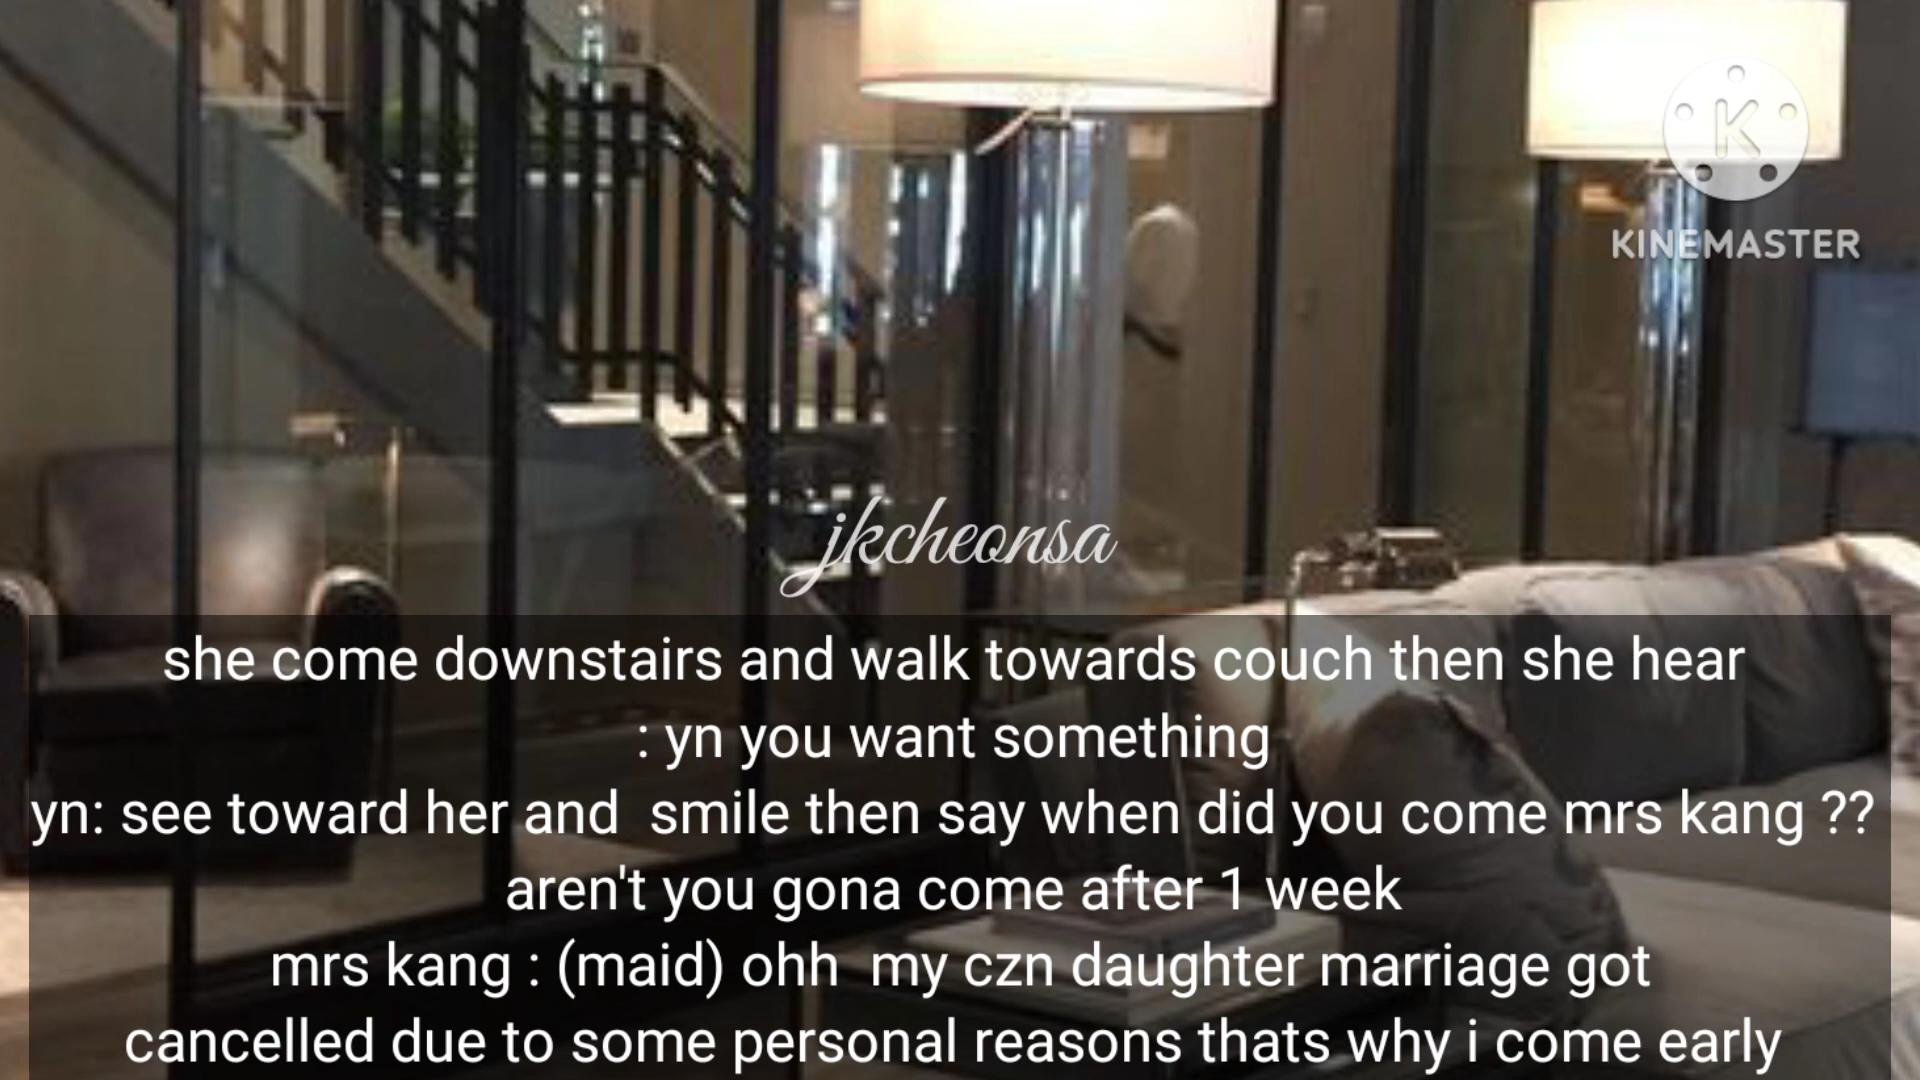 KINEMASTER
jkcheonsa
she come downstairs and walk towards couch then she hear
: yn you want something
yn: see toward her and  smile then say when did you come mrs kang ??
aren't you gona come after 1 week
mrs kang : (maid) ohh  my czn daughter marriage got
cancelled due to some personal reasons thats why i come early